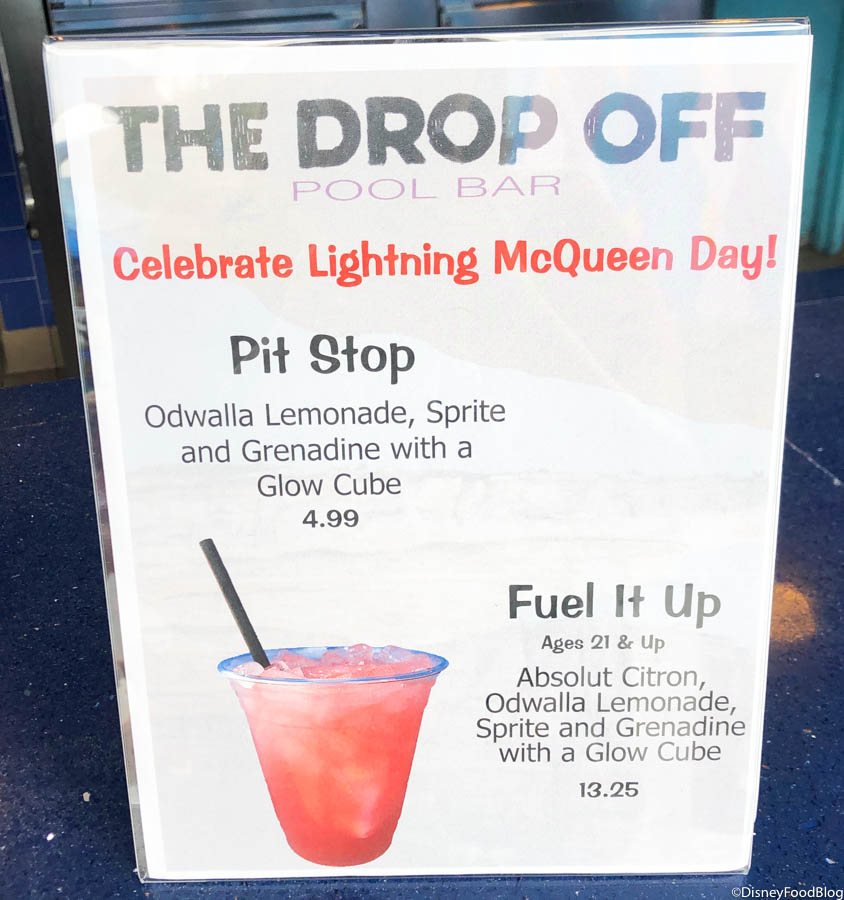 THE DROP OFF
POOL BAR
Celebrate Lightning McQueen Day!
Pit Stop
Odwalla Lemonade, Sprite
and Grenadine with a
Glow Cube
4.99
Fuel It Up
Ages 21 & Up
Absolut Citron,
Odwalla Lemonade,
Sprite and Grenadine
with a Glow Cube
13.25
©DisneyFoodBlog